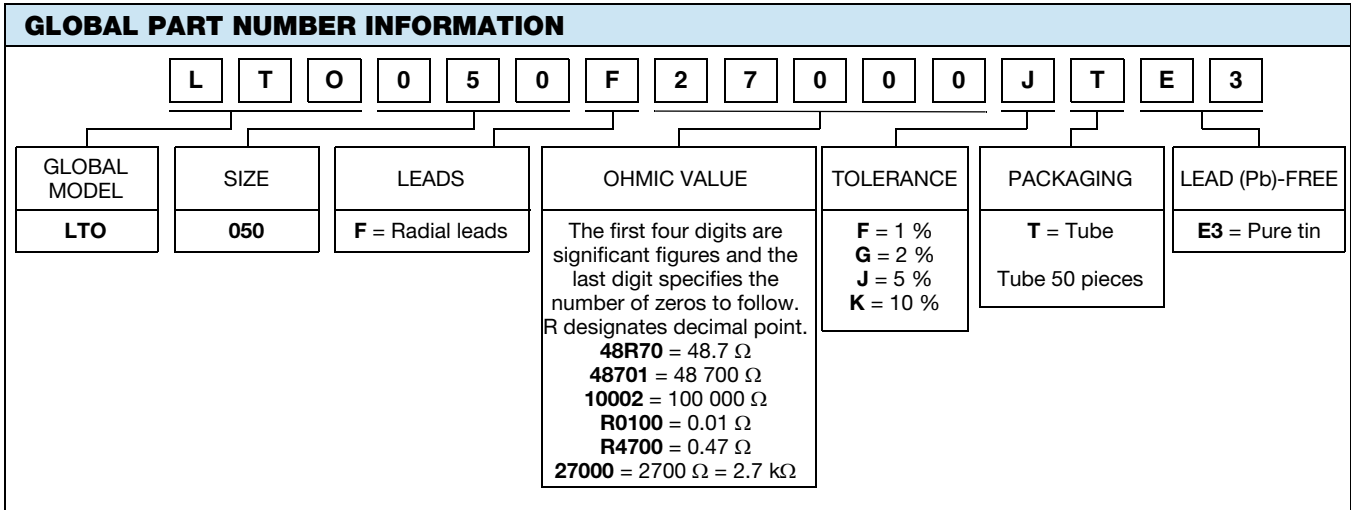 GLOBAL PART NUMBER INFORMATION
L T O 0 5 0 F 2 7 0 0 0 J T E 3
GLOBAL
MODEL
LTO
SIZE
050
LEADS
F = Radial leads
OHMIC VALUE
The first four digits are
significant figures and the
last digit specifies the
number of zeros to follow.
R designates decimal point.
48R70 = 48.7 Ω
48701 = 48 700 Ω
10002 = 100 000 Ω
R0100 = 0.01 Ω
R4700 = 0.47 Ω
27000 = 2700 Ω = 2.7 kΩ
TOLERANCE
F = 1 %
G = 2 %
J = 5 %
K = 10 %
PACKAGING
T = Tube
Tube 50 pieces
LEAD (Pb)-FREE
E3 = Pure tin